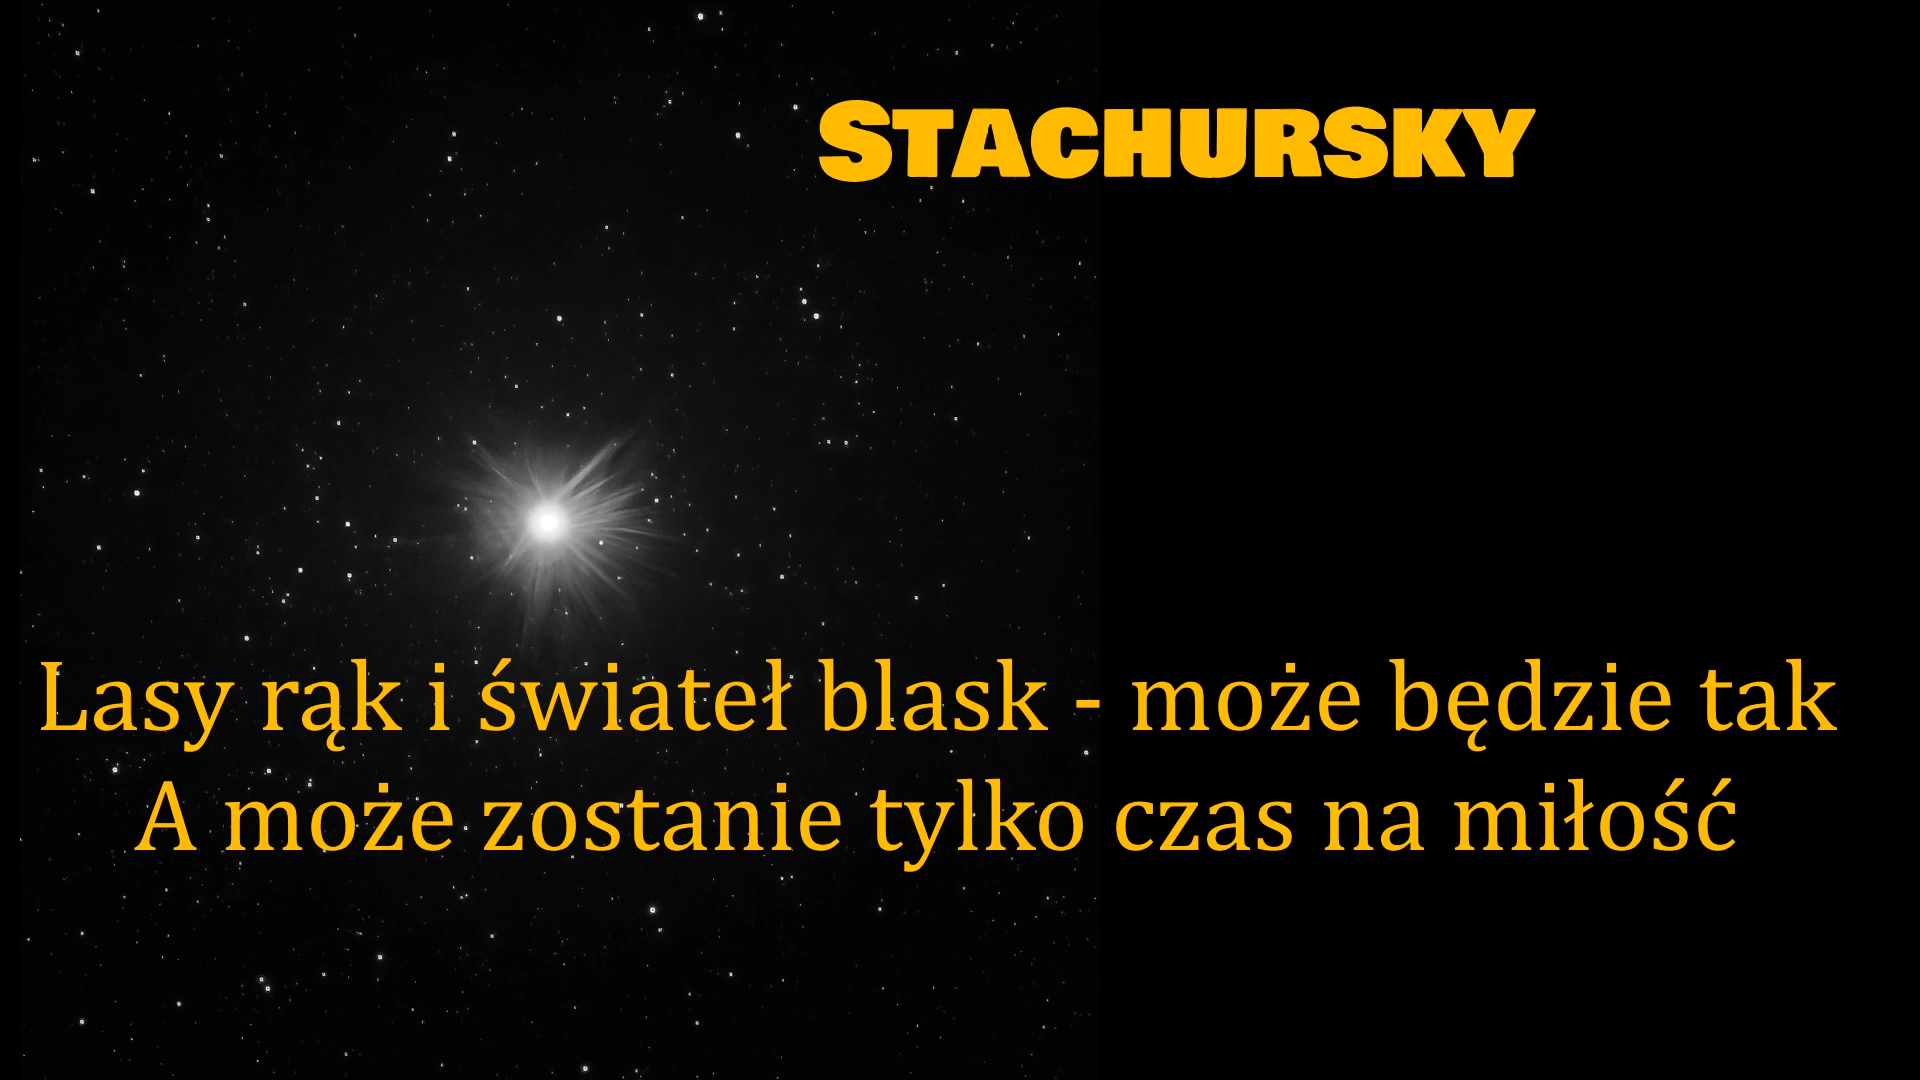 STACHURSKY
Lasy rąk i świateł blask - może będzie tak
A może zostanie tylko czas na miłość